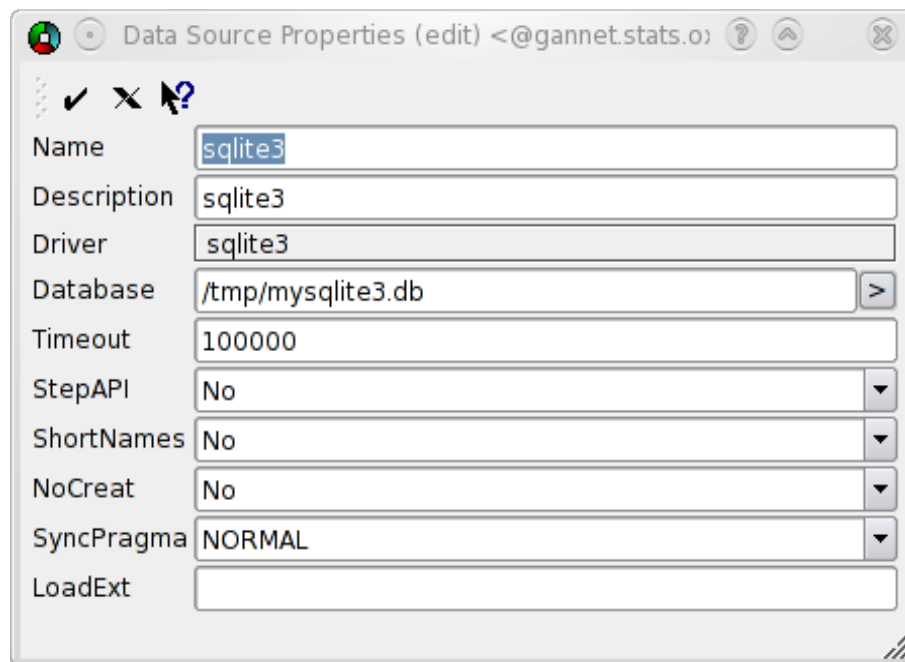 Data Source Properties (edit) <@gannet.stats.o
Name sqlite3
Description sqlite3
Driver sqlite3
Database /tmp/mysqlite3.db >
Timeout 100000
StepAPI No
ShortNames No
NoCreat No
SyncPragma NORMAL
LoadExt